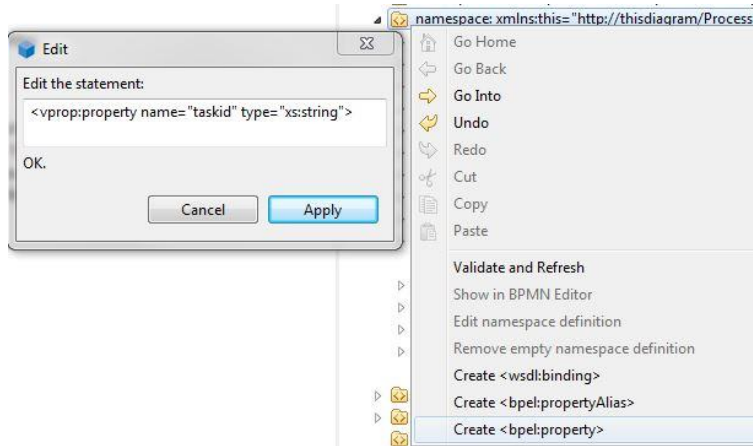 namespace: xmlns:this="http://thisdiagram/Process
Edit
Edit the statement:
<vprop:property name="taskid" type="xs:string">
OK.
Cancel
Apply
Go Home
Go Back
Go Into
Undo
Redo
Cut
Copy
Paste
Validate and Refresh
Show in BPMN Editor
Edit namespace definition
Remove empty namespace definition
Create <wsdl:binding>
Create <bpel:propertyAlias>
Create <bpel:property>